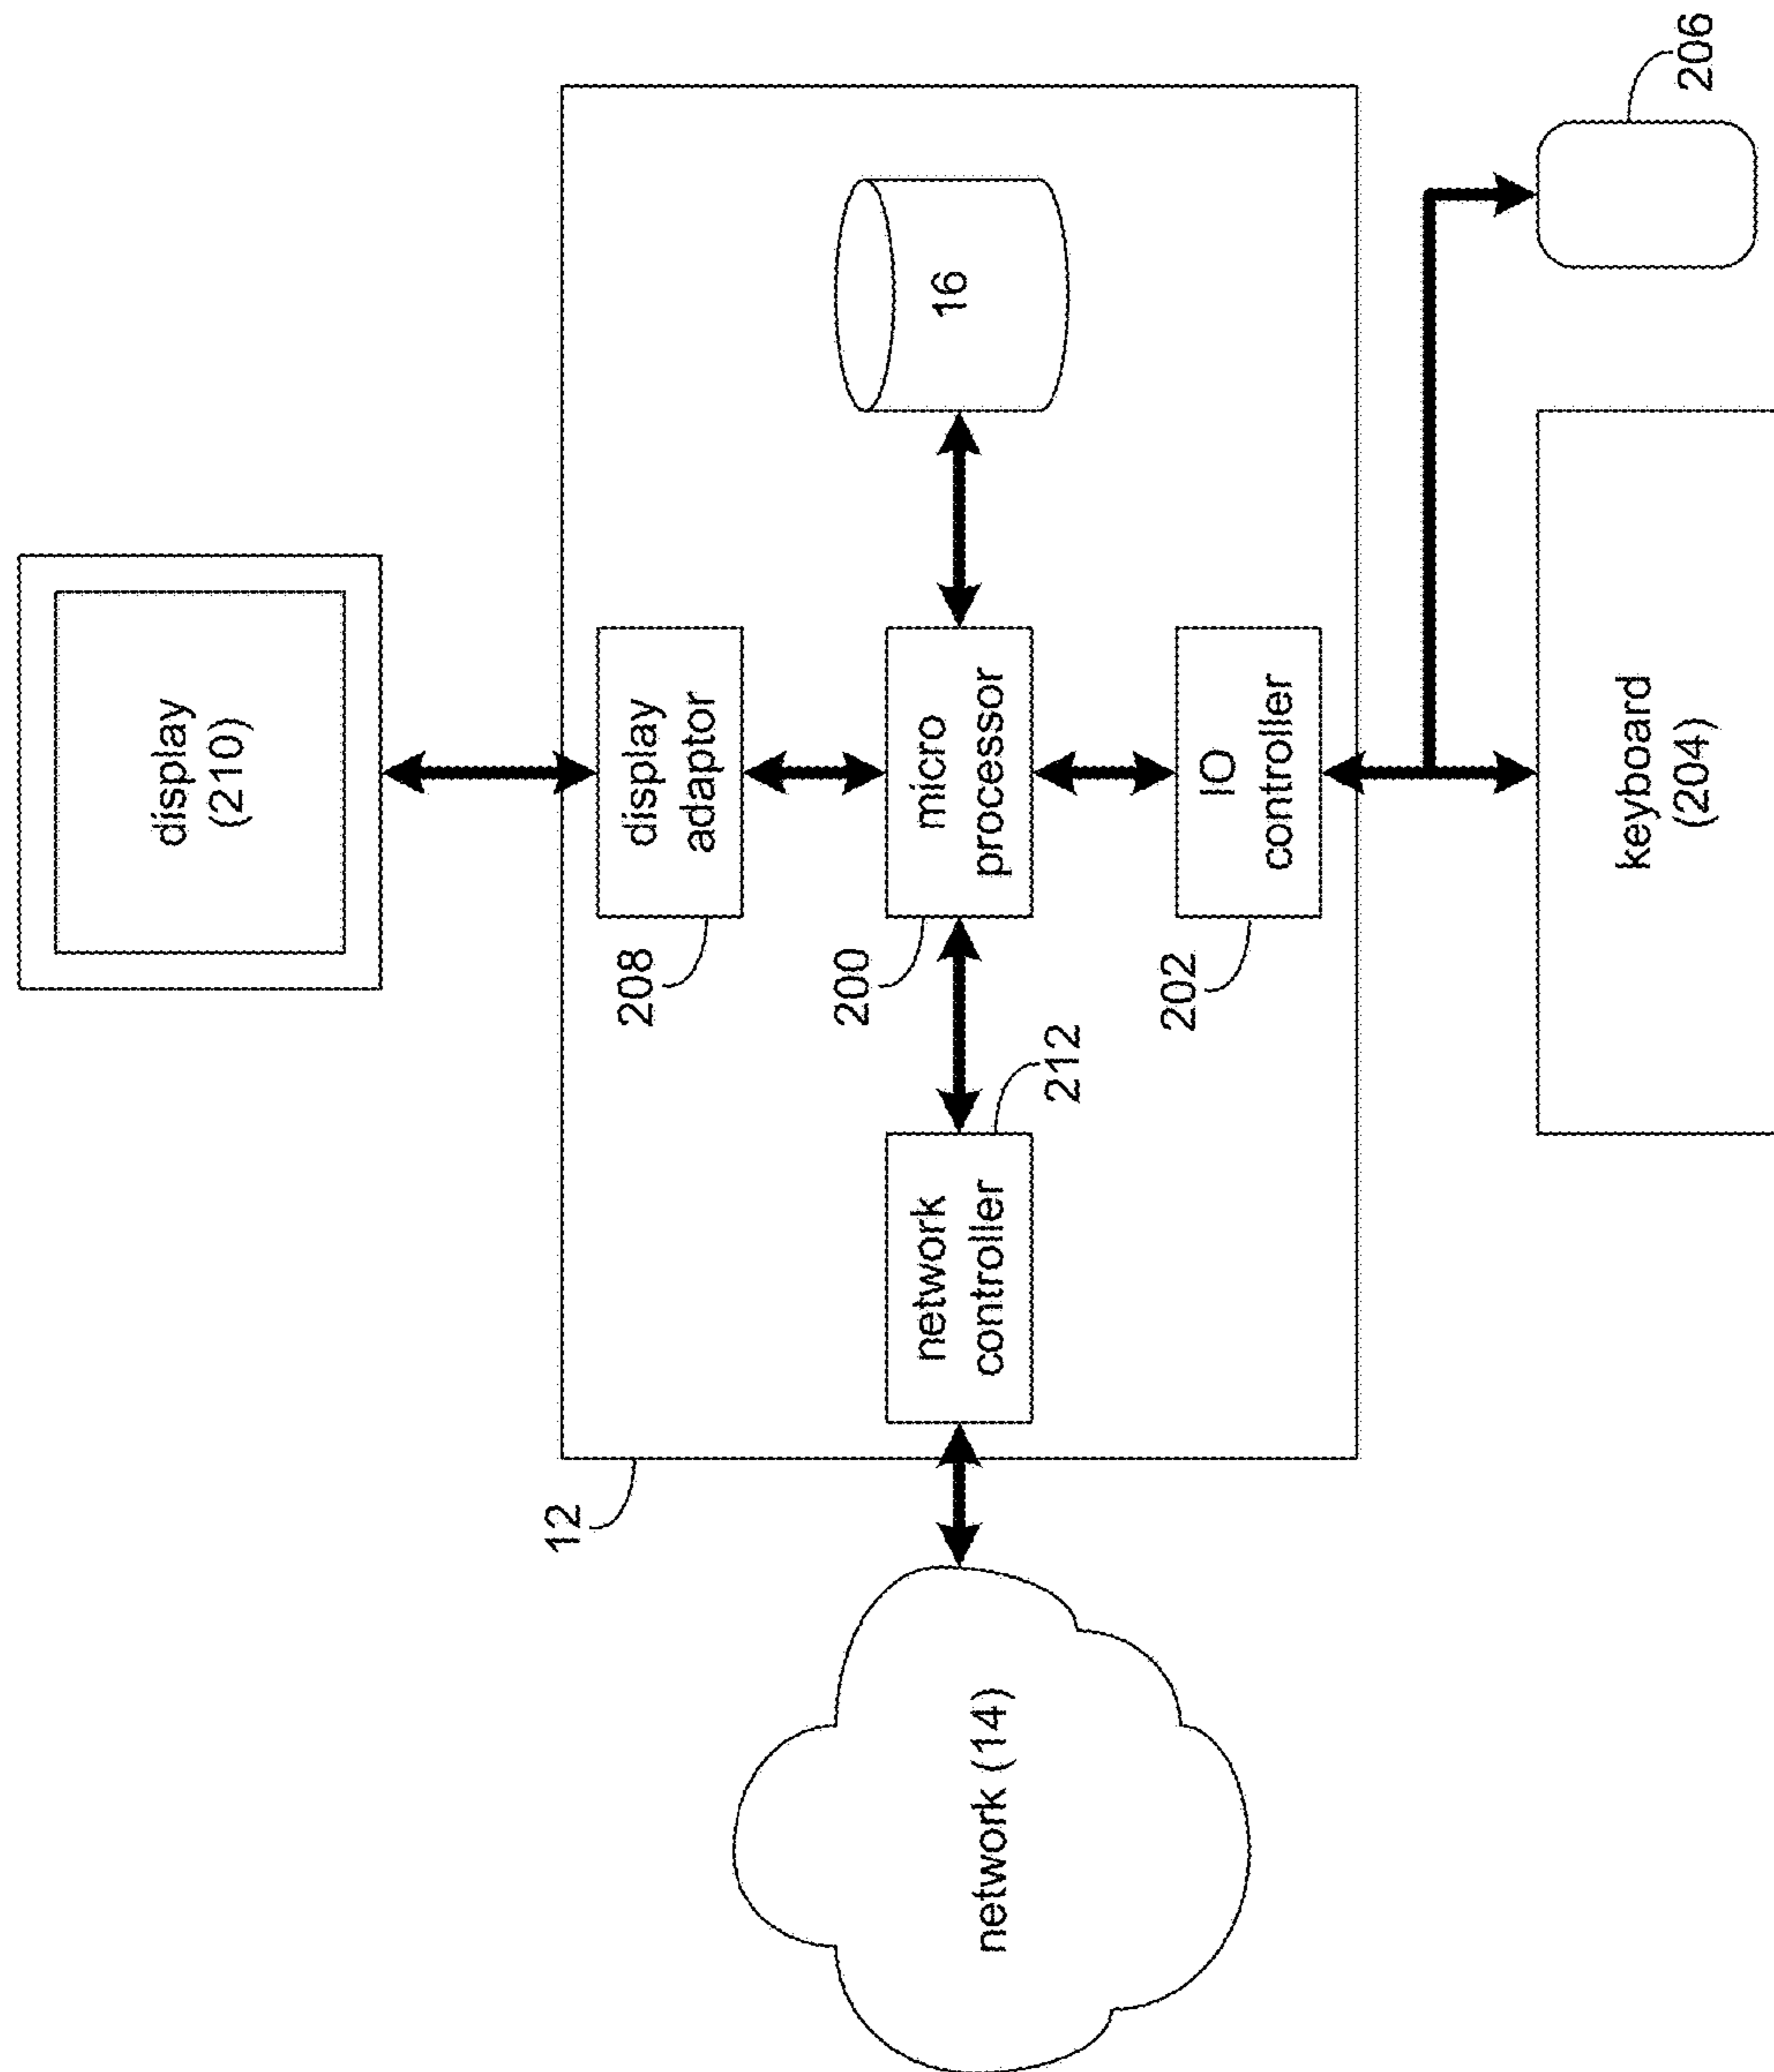 display
(210)
12
208
display
adaptor
200
micro
processor
16
network (14)
network
controller
212
202
IO
controller
keyboard
(204)
206